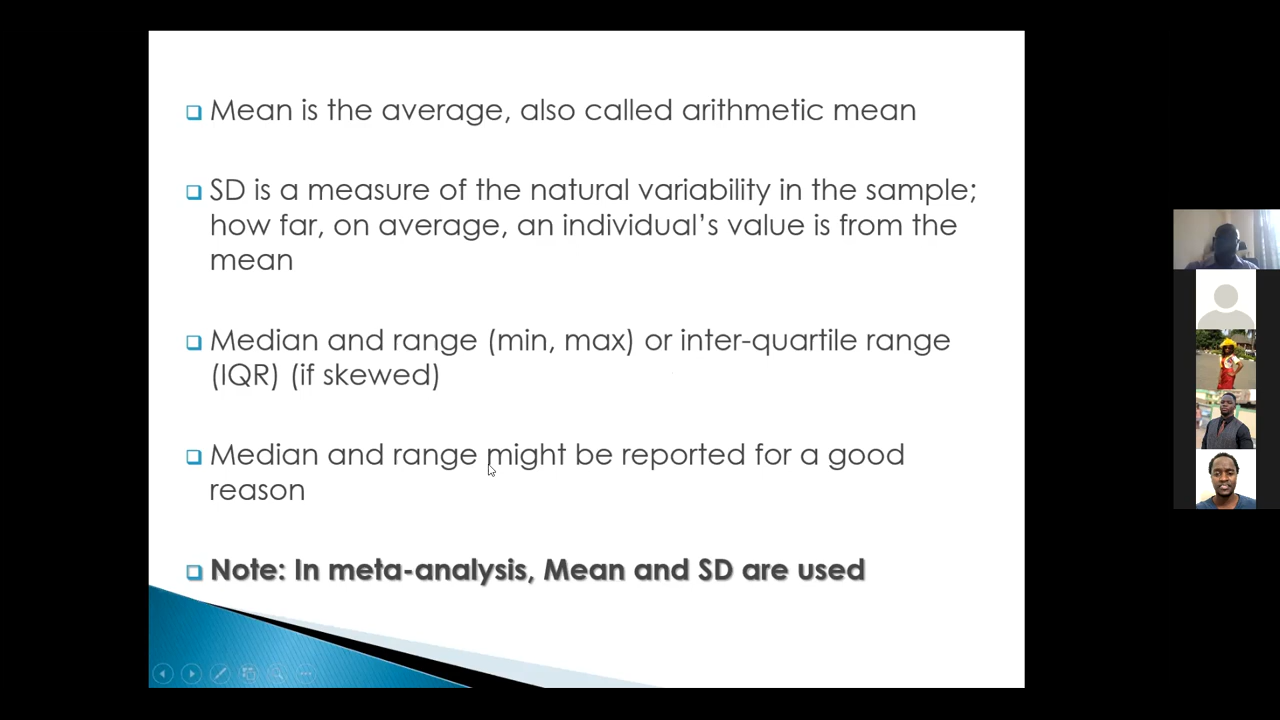 Mean is the average, also called arithmetic mean
SD is a measure of the natural variability in the sample;
how far, on average, an individual's value is from the
mean
Median and range (min, max) or inter-quartile range
(IQR) (if skewed)
Median and range might be reported for a good
reason
Note: In meta-analysis, Mean and SD are used